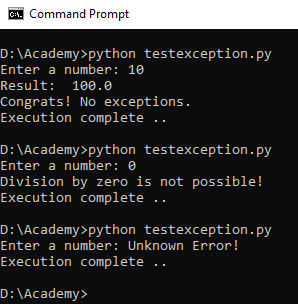 Command Prompt
D:\Academy>python testexception.py
Enter a number: 10
Result:  100.0
Congrats! No exceptions.
Execution complete ..
D:\Academy>python testexception.py
Enter a number: 0
Division by zero is not possible!
Execution complete ..
D:\Academy>python testexception.py
Enter a number: Unknown Error!
Execution complete ..
D:\Academy>